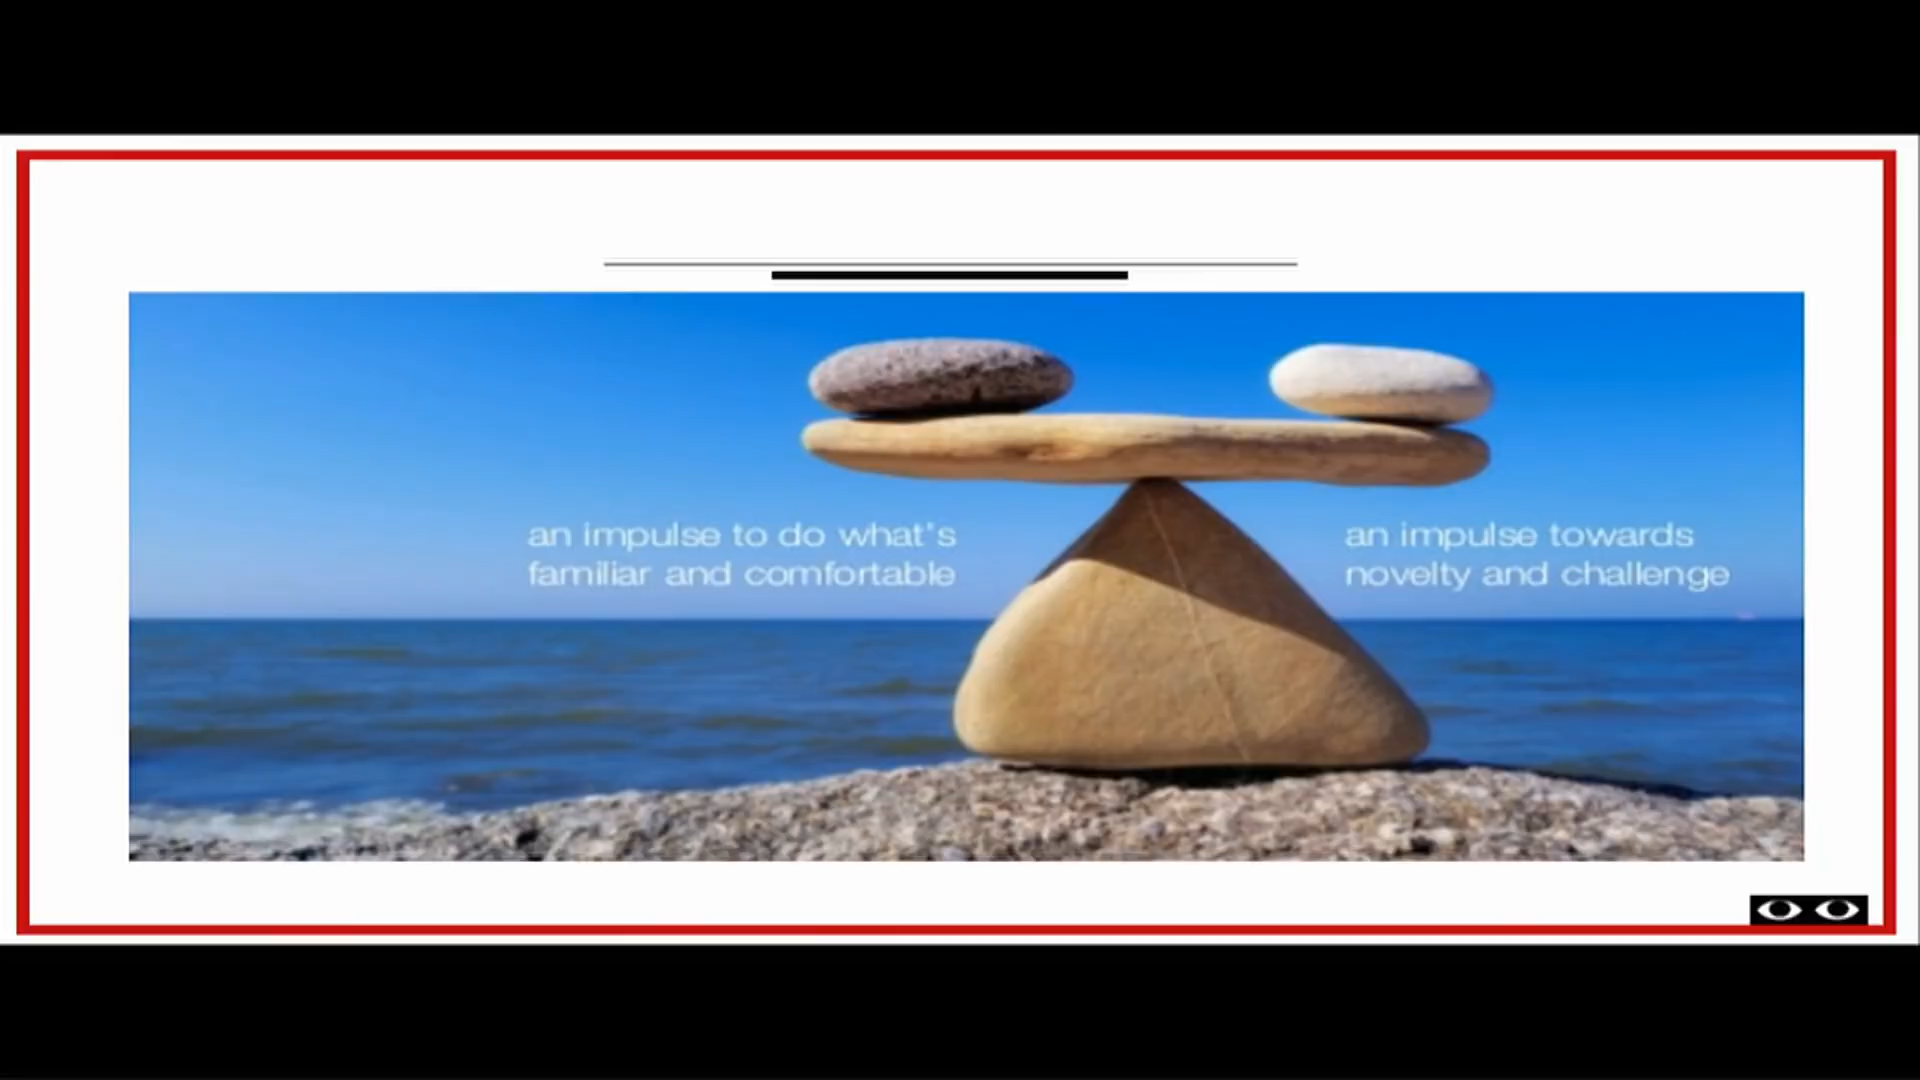 an impulse to do what's
familiar and comfortable
an impulse towards
novelty and challenge